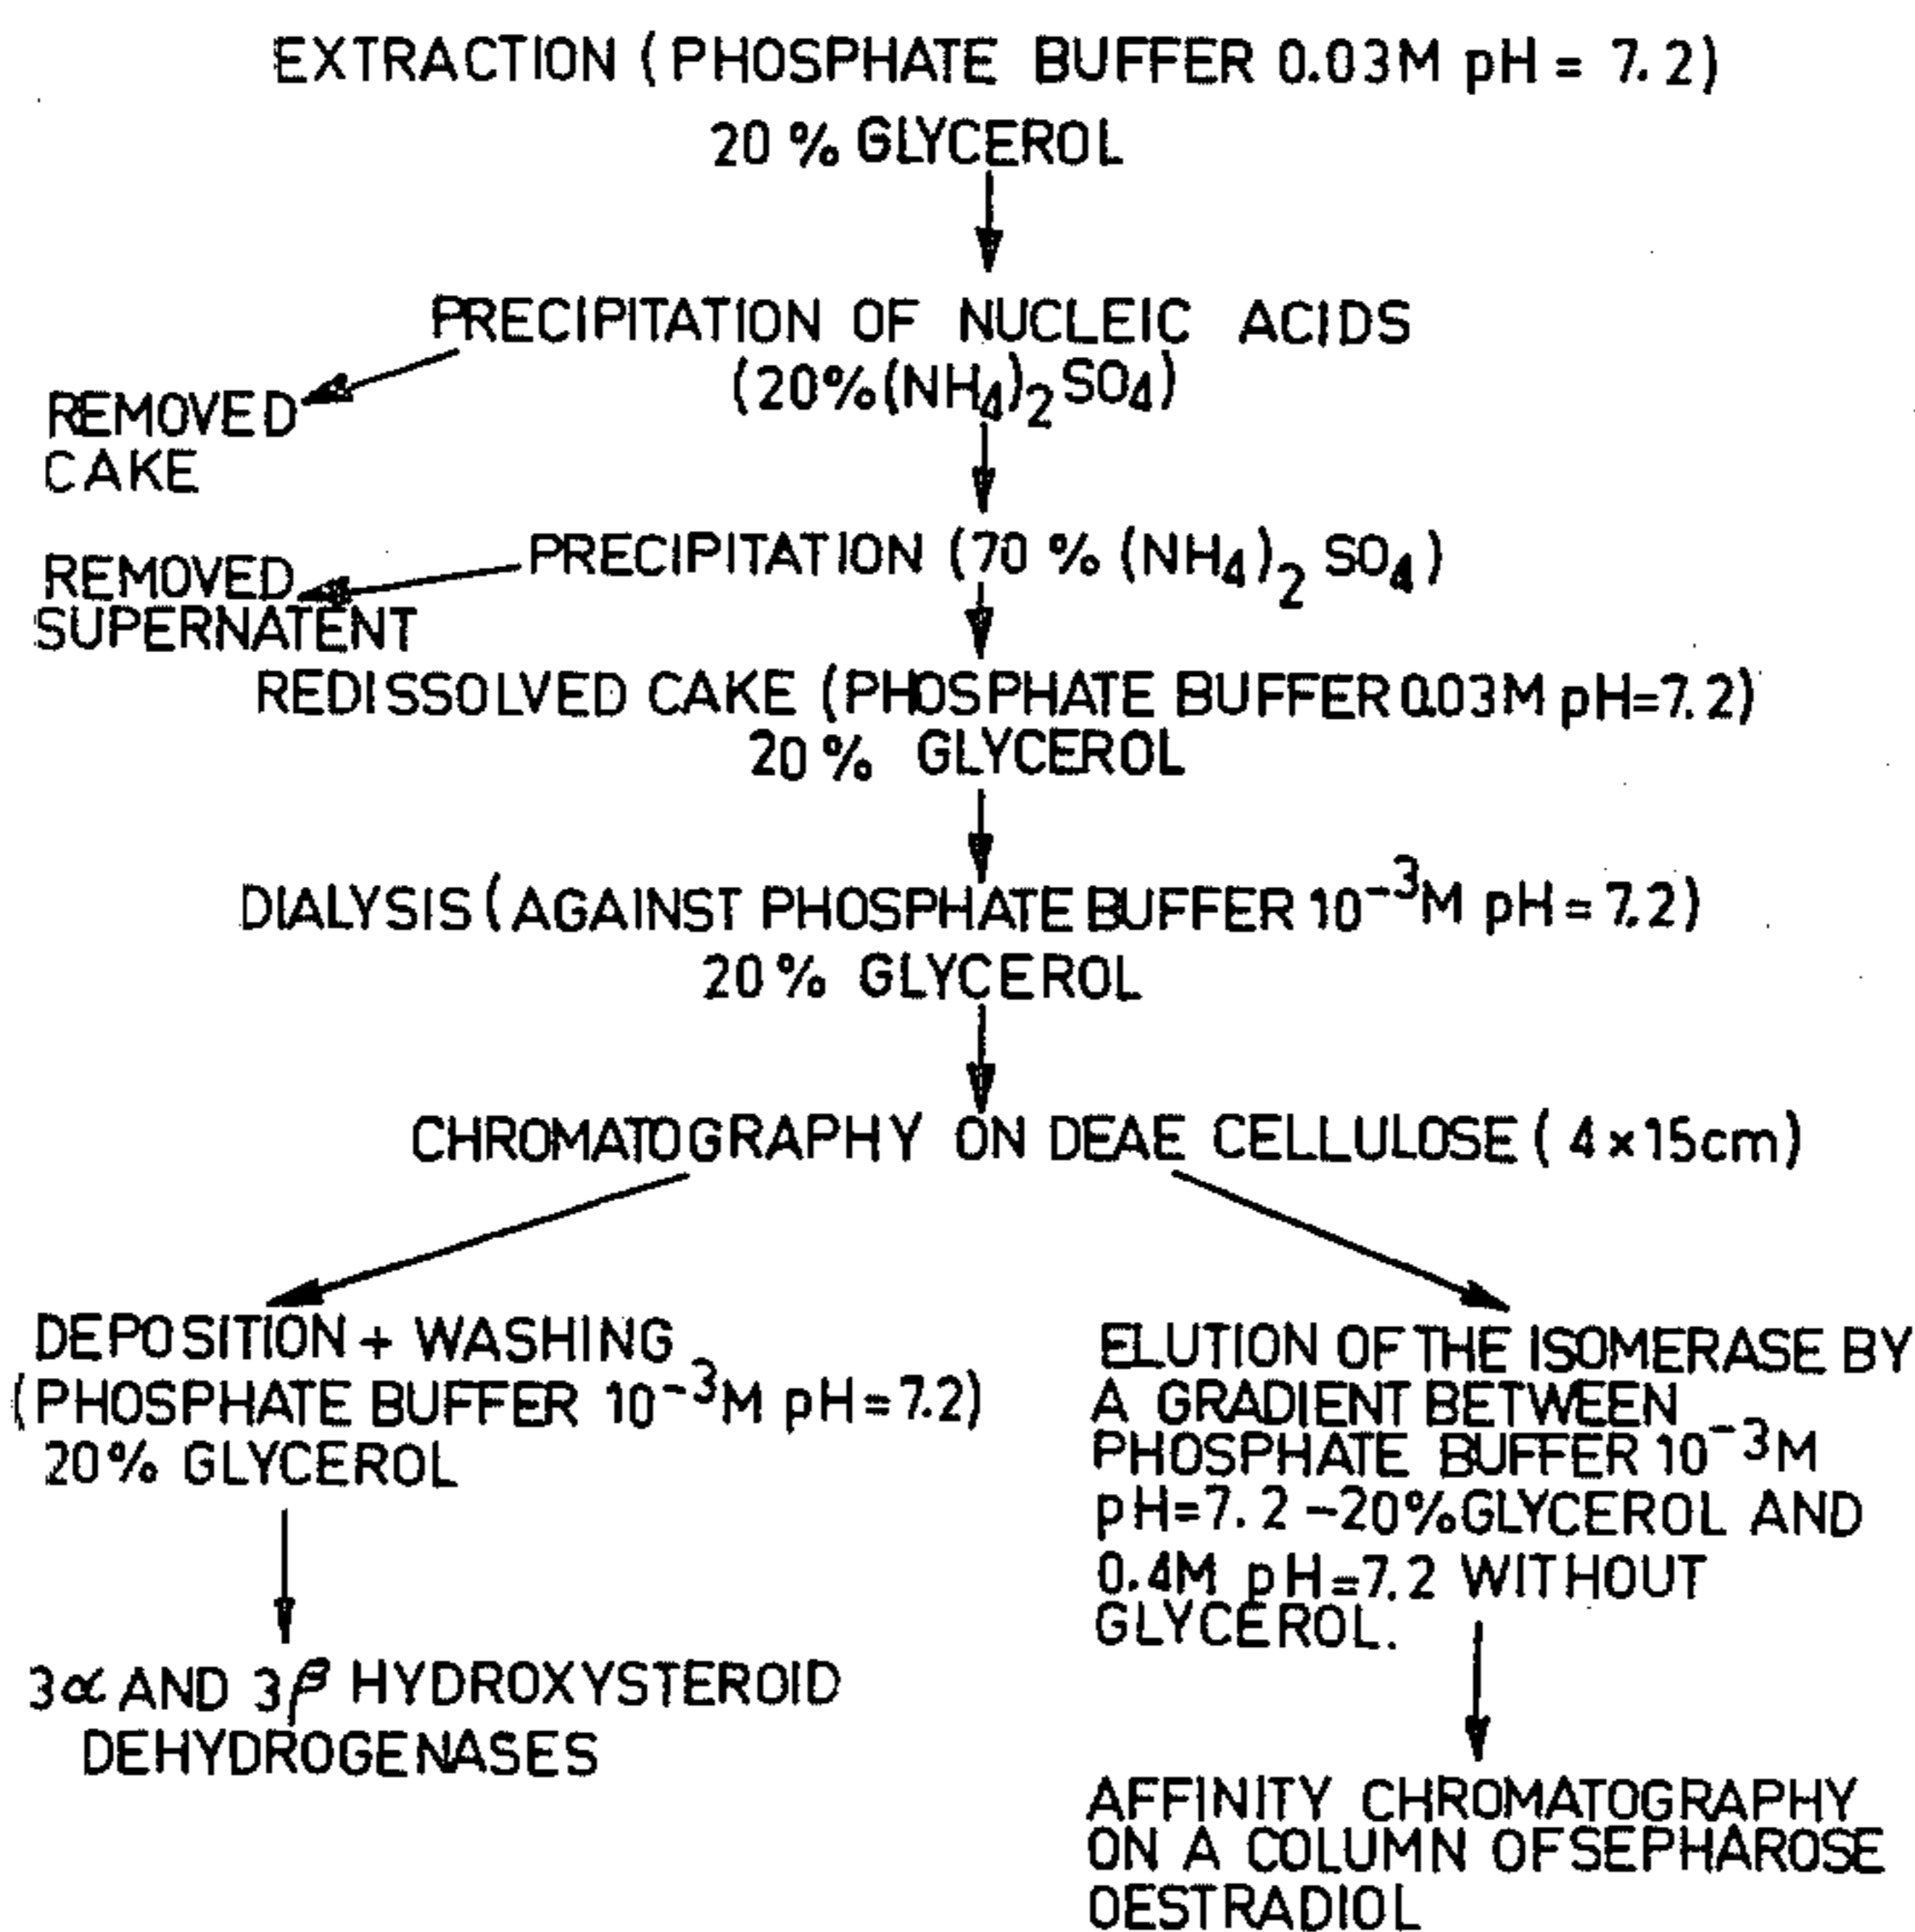 EXTRACTION (PHOSPHATE BUFFER 0.03M pH = 7.2)
20 % GLYCEROL
PRECIPITATION OF NUCLEIC ACIDS
(20%(NH₄)₂SO₄)
REMOVED
CAKE
PRECIPITATION (70 % (NH₄)₂ SO₄)
REMOVED
SUPERNATENT
REDISSOLVED CAKE (PHOSPHATE BUFFER 0.03M pH=7.2)
20% GLYCEROL
DIALYSIS (AGAINST PHOSPHATE BUFFER 10⁻³M pH=7.2)
20% GLYCEROL
CHROMATOGRAPHY ON DEAE CELLULOSE (4×15cm)
DEPOSITION + WASHING
(PHOSPHATE BUFFER 10⁻³M pH=7.2)
20% GLYCEROL
3α AND 3β HYDROXYSTEROID
DEHYDROGENASES
ELUTION OF THE ISOMERASE BY
A GRADIENT BETWEEN
PHOSPHATE BUFFER 10⁻³M
pH=7.2 -20% GLYCEROL AND
0.4M pH=7.2 WITHOUT
GLYCEROL.
AFFINITY CHROMATOGRAPHY
ON A COLUMN OF SEPHAROSE
OESTRADIOL